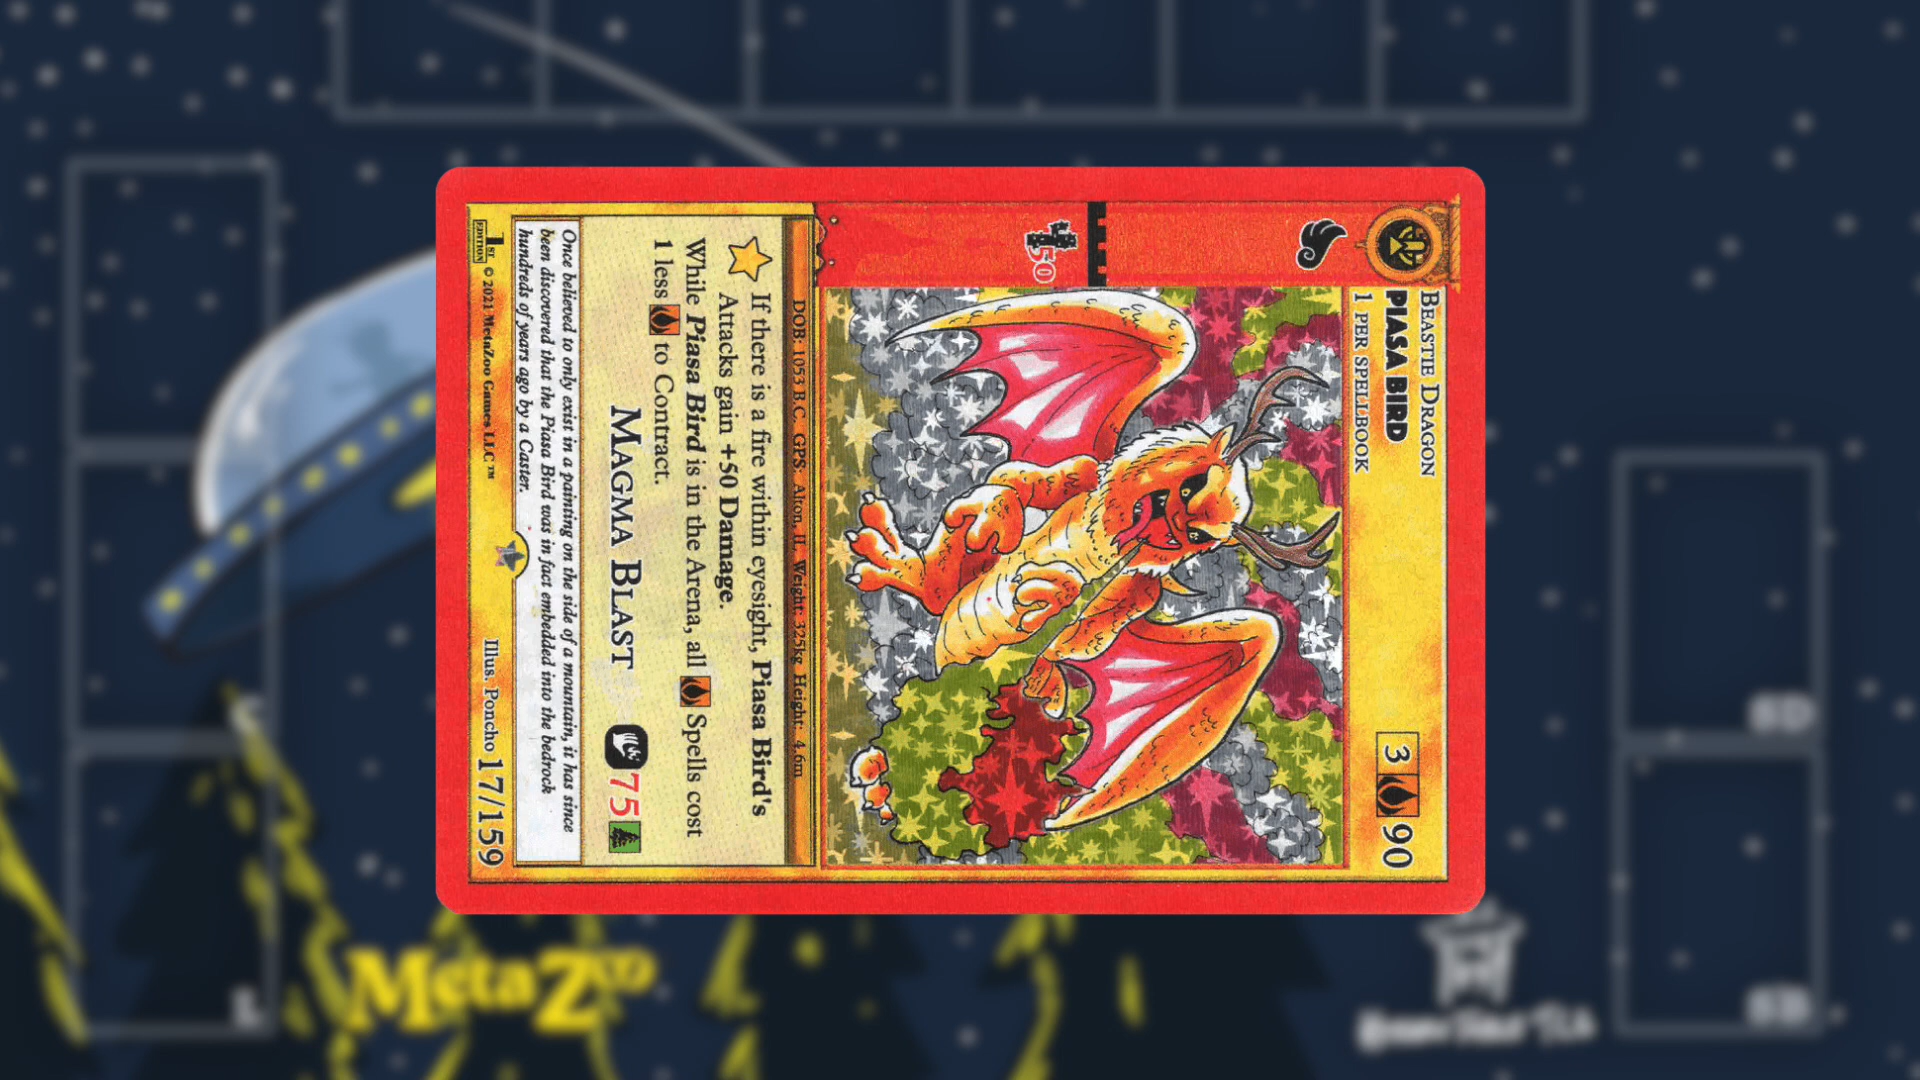 BEASTIE DRAGON
PIASA BIRD
3 90
1 PER SPELLBOOK
50
DOB: 1053 B.C. GPS: Alton, IL Weight: 325kg Height: 4.6m
If there is a fire within eyesight, Piasa Bird's
Attacks gain +50 Damage.
While Piasa Bird is in the Arena, all Spells cost
1 less to Contract.
MAGMA BLAST 75
Once believed to only exist in a painting on the side of a mountain, it has since
been discovered that the Piasa Bird was in fact embedded into the bedrock
hundreds of years ago by a Caster.
1ST EDITION © 2021 MetaZoo Games LLC™ Illus. Poncho 17/159
MetaZoo
L